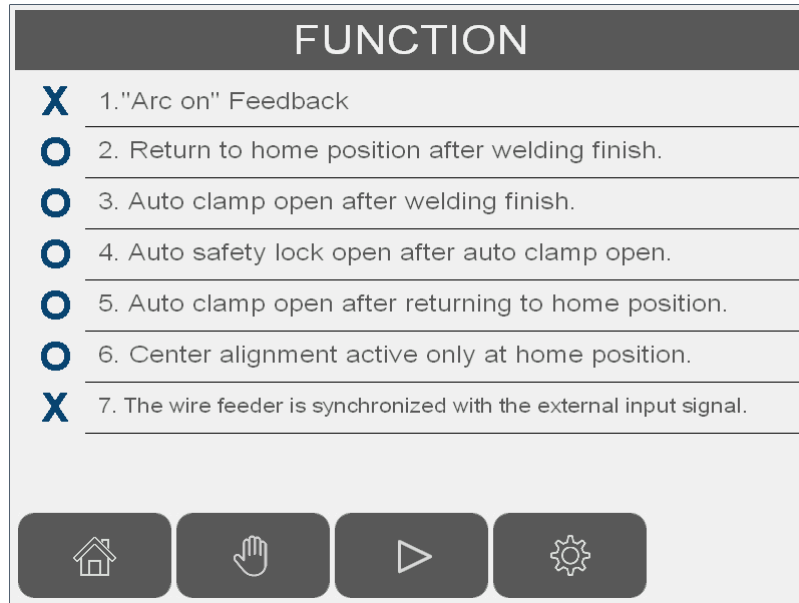 FUNCTION
X 1."Arc on" Feedback
O 2. Return to home position after welding finish.
O 3. Auto clamp open after welding finish.
O 4. Auto safety lock open after auto clamp open.
O 5. Auto clamp open after returning to home position.
O 6. Center alignment active only at home position.
X 7. The wire feeder is synchronized with the external input signal.